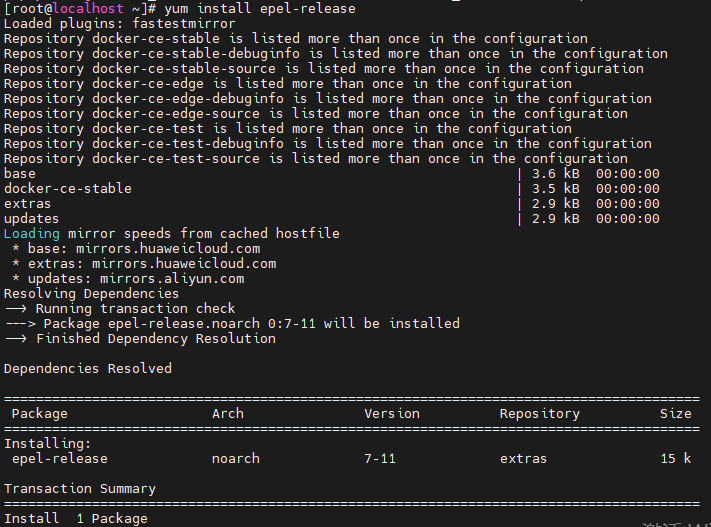 [root@localhost ~]# yum install epel-release
Loaded plugins: fastestmirror
Repository docker-ce-stable is listed more than once in the configuration
Repository docker-ce-stable-debuginfo is listed more than once in the configuration
Repository docker-ce-stable-source is listed more than once in the configuration
Repository docker-ce-edge is listed more than once in the configuration
Repository docker-ce-edge-debuginfo is listed more than once in the configuration
Repository docker-ce-edge-source is listed more than once in the configuration
Repository docker-ce-test is listed more than once in the configuration
Repository docker-ce-test-debuginfo is listed more than once in the configuration
Repository docker-ce-test-source is listed more than once in the configuration
base | 3.6 kB 00:00:00
docker-ce-stable | 3.5 kB 00:00:00
extras | 2.9 kB 00:00:00
updates | 2.9 kB 00:00:00
Loading mirror speeds from cached hostfile
* base: mirrors.huaweicloud.com
* extras: mirrors.huaweicloud.com
* updates: mirrors.aliyun.com
Resolving Dependencies
--> Running transaction check
---> Package epel-release.noarch 0:7-11 will be installed
--> Finished Dependency Resolution
Dependencies Resolved
================================================================================
Package Arch Version Repository Size
================================================================================
Installing:
epel-release noarch 7-11 extras 15 k
Transaction Summary
================================================================================
Install 1 Package